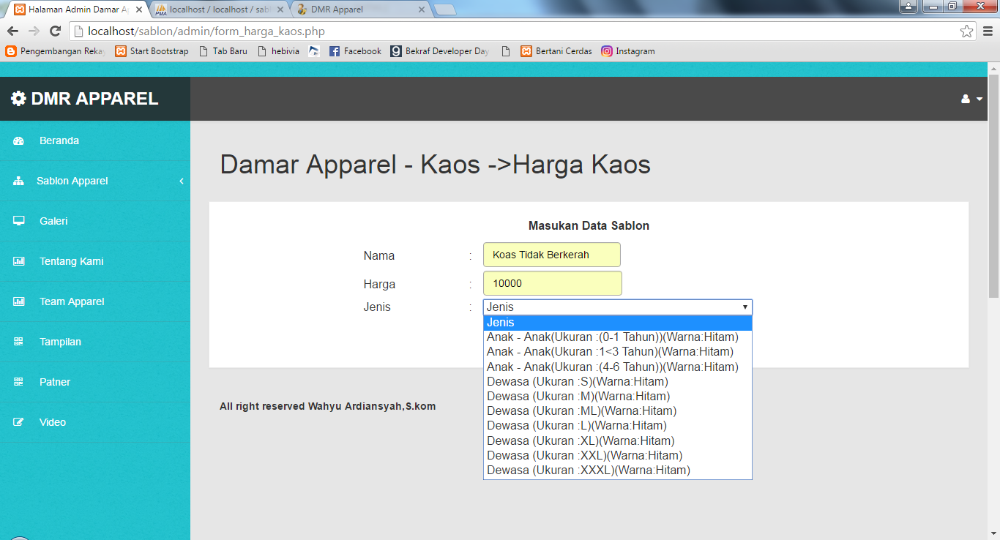 Halaman Admin Damar Ap
localhost / localhost / sabl
DMR Apparel
localhost/sablon/admin/form_harga_kaos.php
Pengembangan Reka
Start Bootstrap
Tab Baru
hebivia
Facebook
Bekraf Developer Day
Bertani Cerdas
Instagram
DMR APPAREL
Beranda
Sablon Apparel
Galeri
Tentang Kami
Team Apparel
Tampilan
Patner
Video
Damar Apparel - Kaos ->Harga Kaos
Masukan Data Sablon
Nama : Koas Tidak Berkerah
Harga : 10000
Jenis : Jenis
Jenis
Anak - Anak(Ukuran :(0-1 Tahun))(Warna:Hitam)
Anak - Anak(Ukuran :1<3 Tahun)(Warna:Hitam)
Anak - Anak(Ukuran :(4-6 Tahun))(Warna:Hitam)
Dewasa (Ukuran :S)(Warna:Hitam)
Dewasa (Ukuran :M)(Warna:Hitam)
Dewasa (Ukuran :ML)(Warna:Hitam)
Dewasa (Ukuran :L)(Warna:Hitam)
Dewasa (Ukuran :XL)(Warna:Hitam)
Dewasa (Ukuran :XXL)(Warna:Hitam)
Dewasa (Ukuran :XXXL)(Warna:Hitam)
All right reserved Wahyu Ardiansyah,S.kom